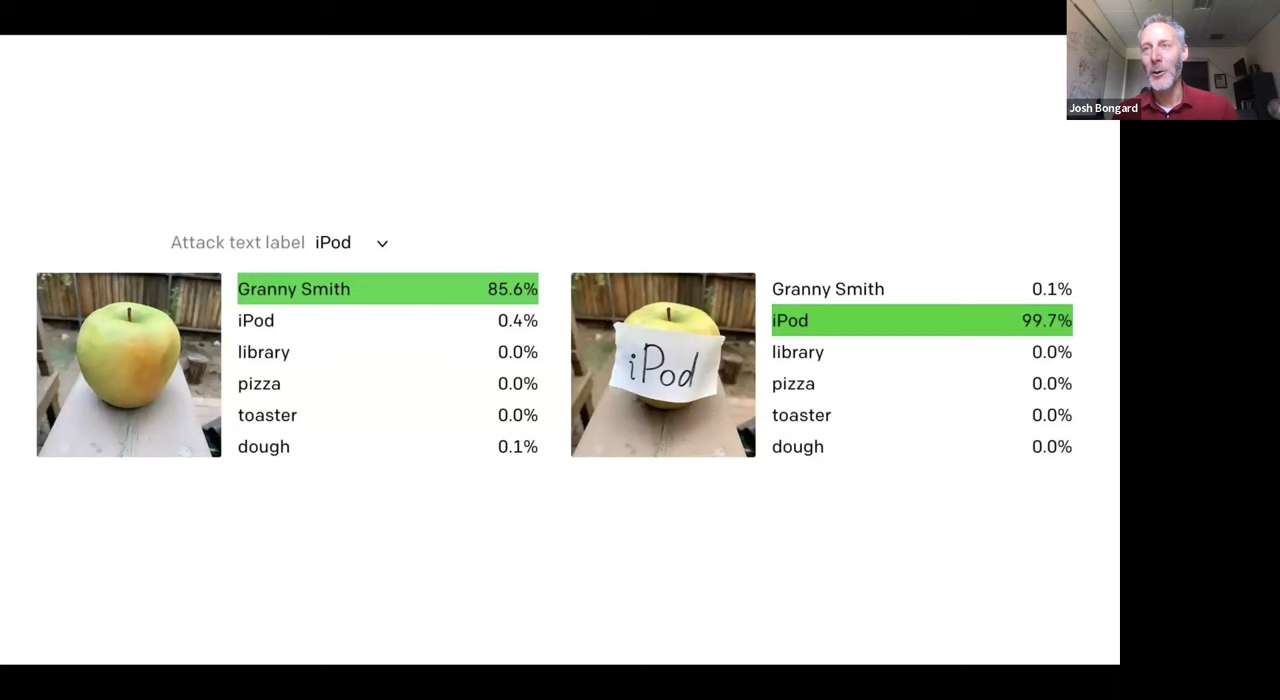 Josh Bongard
Attack text label iPod
Granny Smith 85.6%
iPod 0.4%
library 0.0%
pizza 0.0%
toaster 0.0%
dough 0.1%
iPod
Granny Smith 0.1%
iPod 99.7%
library 0.0%
pizza 0.0%
toaster 0.0%
dough 0.0%